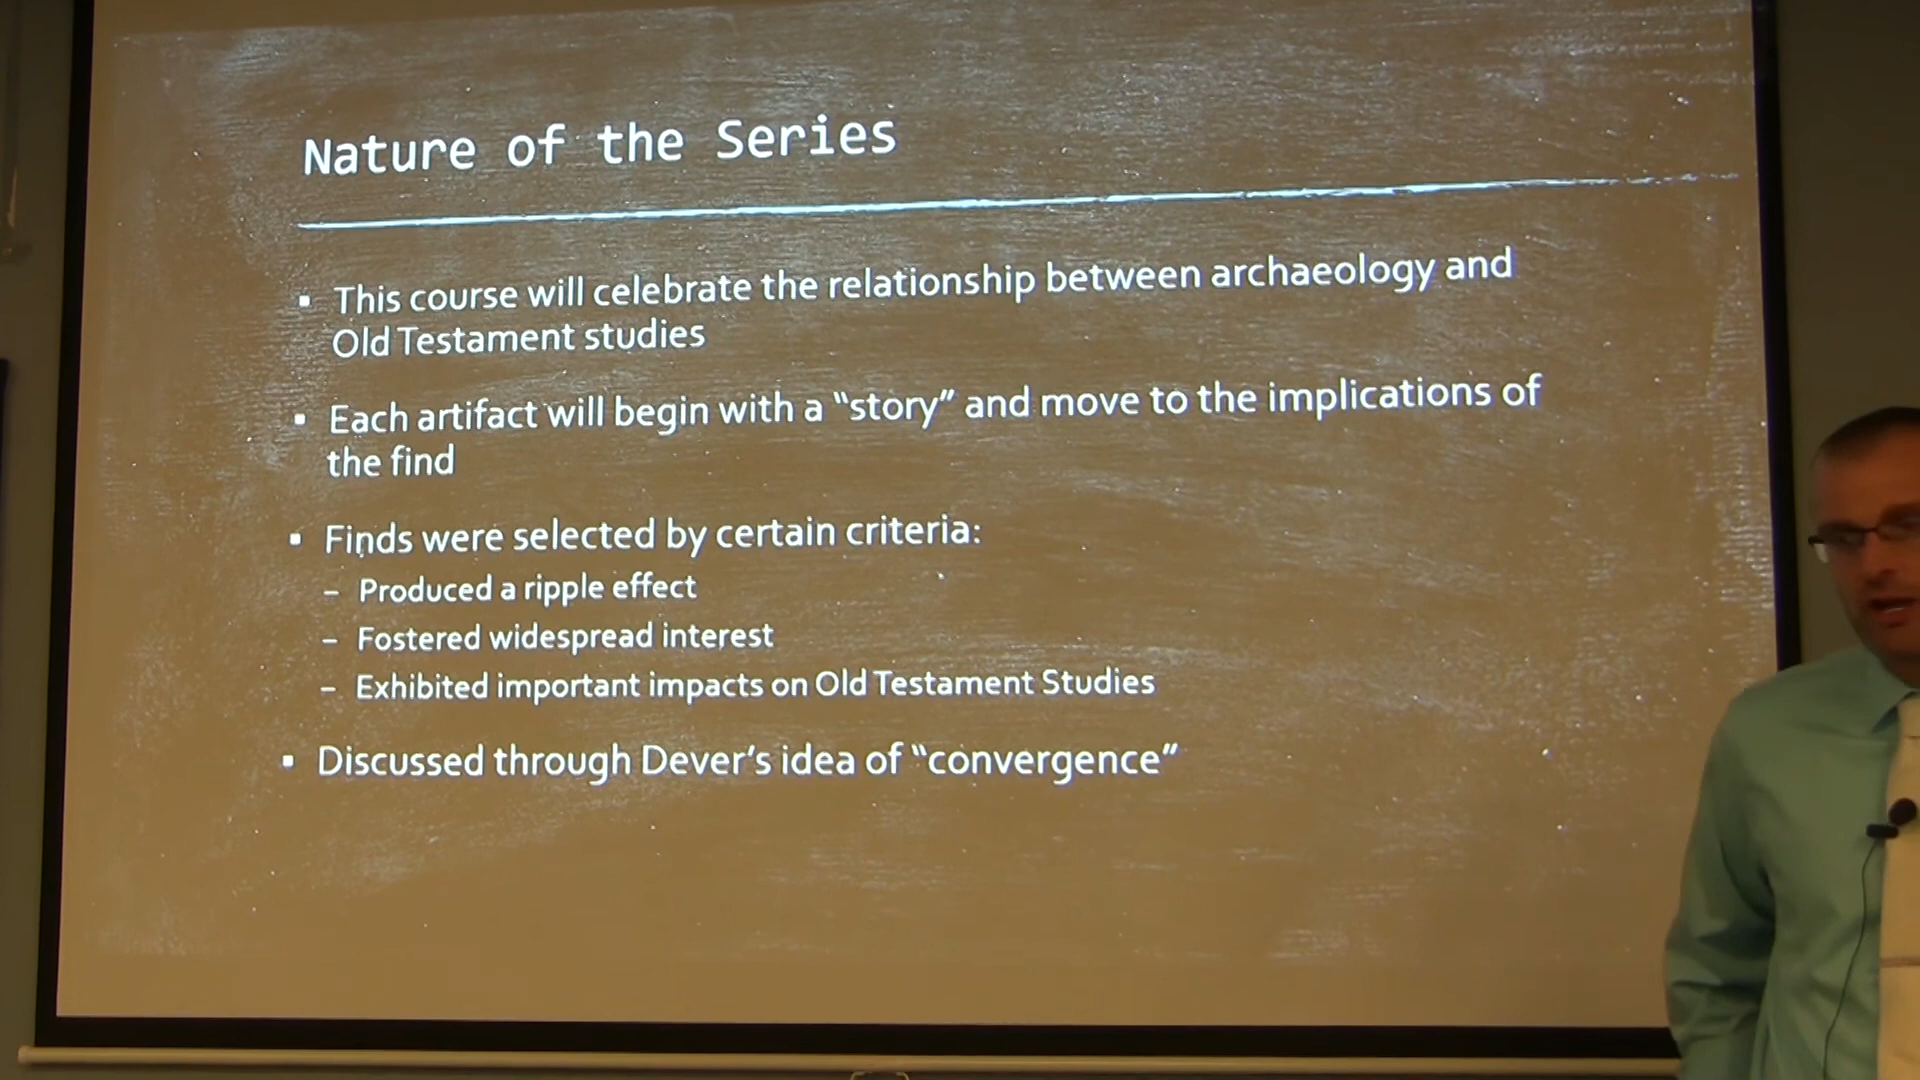 Nature of the Series
▪ This course will celebrate the relationship between archaeology and
Old Testament studies
▪ Each artifact will begin with a “story” and move to the implications of
the find
▪ Finds were selected by certain criteria:
– Produced a ripple effect
– Fostered widespread interest
– Exhibited important impacts on Old Testament Studies
▪ Discussed through Dever’s idea of “convergence”